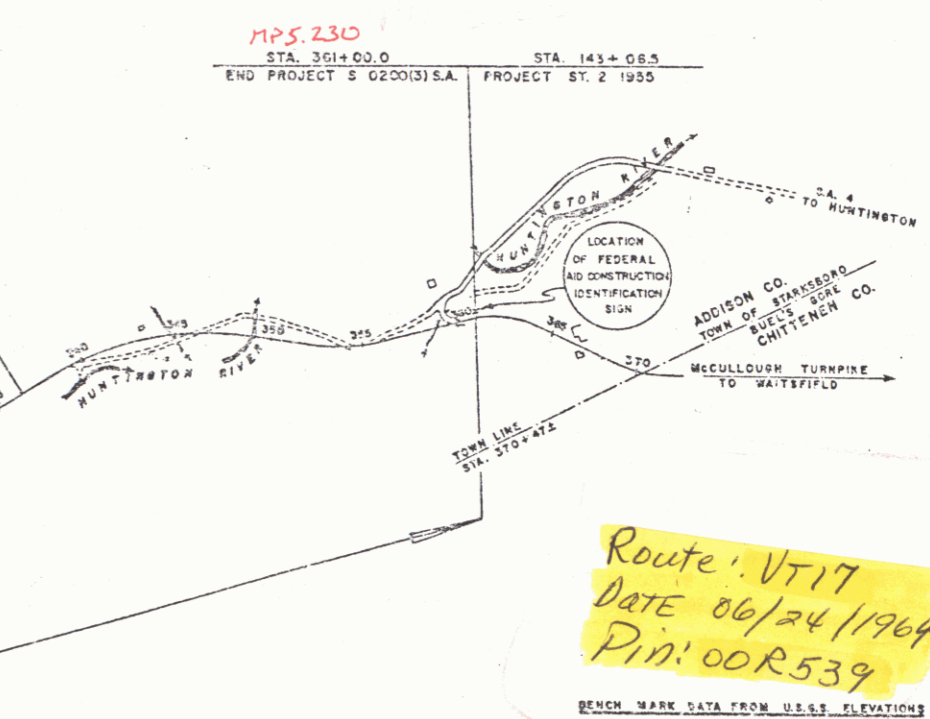 MP5.230
STA. 361+00.0
END PROJECT S 0200(3) S.A.
STA. 143+06.5
PROJECT ST. 2 1955
HUNTINGTON RIVER
S.A. 4
TO HUNTINGTON
LOCATION
OF FEDERAL
AID CONSTRUCTION
IDENTIFICATION
SIGN
ADDISON CO.
TOWN OF STARKSBORO
BUEL'S GORE
CHITTENEN CO.
345
350
355
365
370
HUNTINGTON RIVER
McCULLOUGH TURNPIKE
TO WAITSFIELD
TOWN LINE
STA. 370+47±
Route: VT17
DATE 06/24/1964
Pin: 00R539
BENCH MARK DATA FROM U.S.G.S. ELEVATIONS